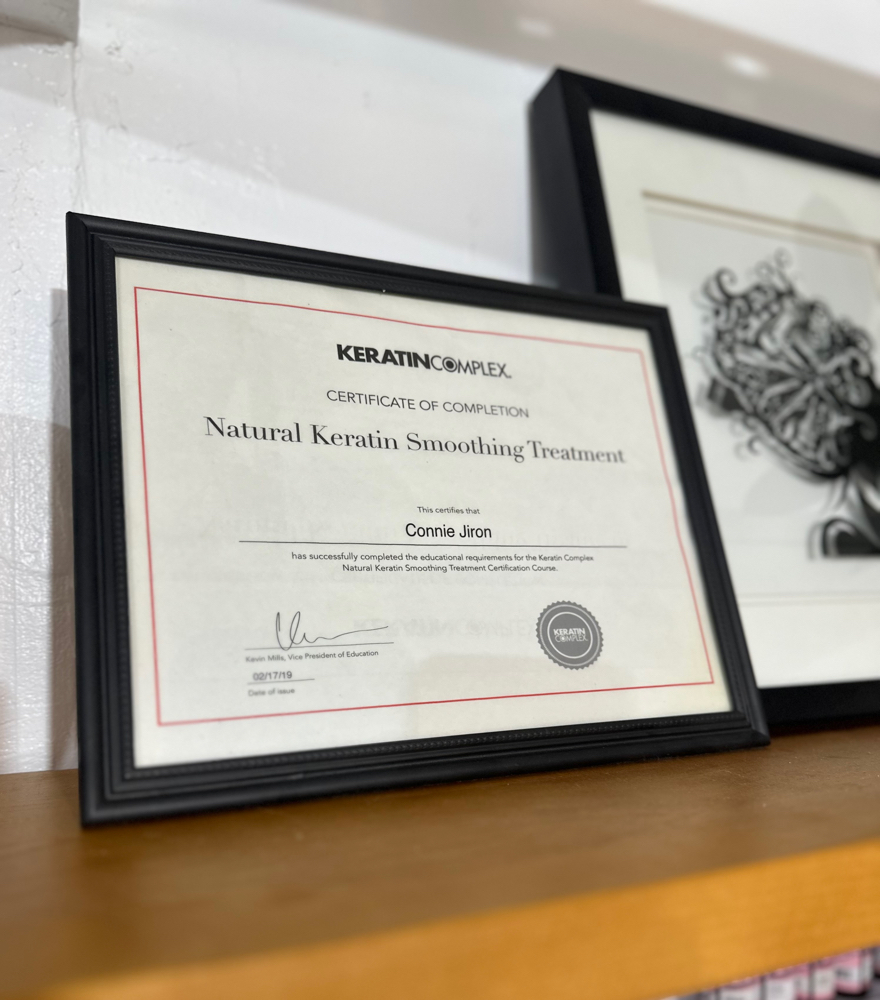 KERATINCOMPLEX.
CERTIFICATE OF COMPLETION
Natural Keratin Smoothing Treatment
This certifies that
Connie Jiron
has successfully completed the educational requirements for the Keratin Complex
Natural Keratin Smoothing Treatment Certification Course.
Kevin Mills, Vice President of Education
02/17/19
Date of issue
KERATIN
COMPLEX